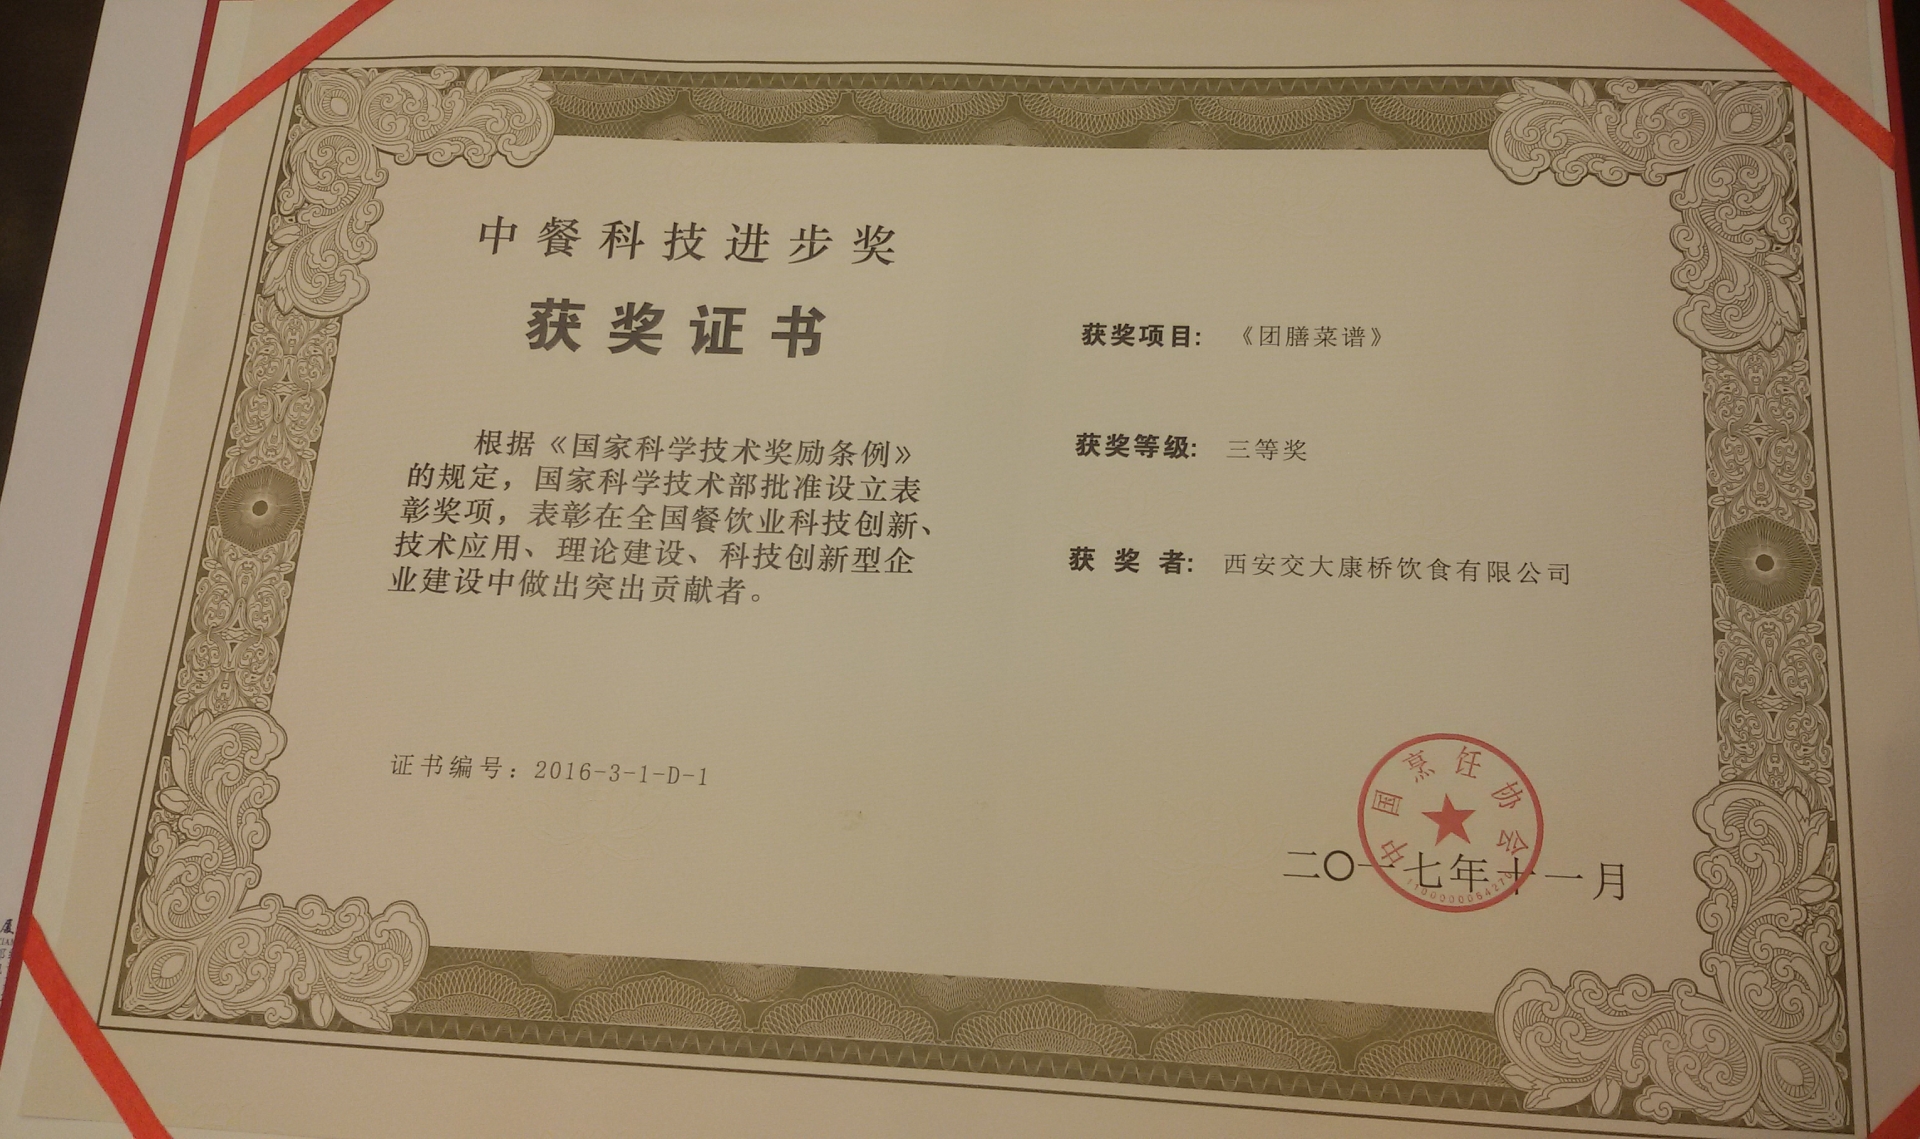 中餐科技进步奖
获奖证书
根据《国家科学技术奖励条例》
的规定，国家科学技术部批准设立表
彰奖项，表彰在全国餐饮业科技创新、
技术应用、理论建设、科技创新型企
业建设中做出突出贡献者。
证书编号：2016-3-1-D-1
获奖项目：《团膳菜谱》
获奖等级：三等奖
获奖者：西安交大康桥饮食有限公司
中国烹饪协会
二〇一七年十一月